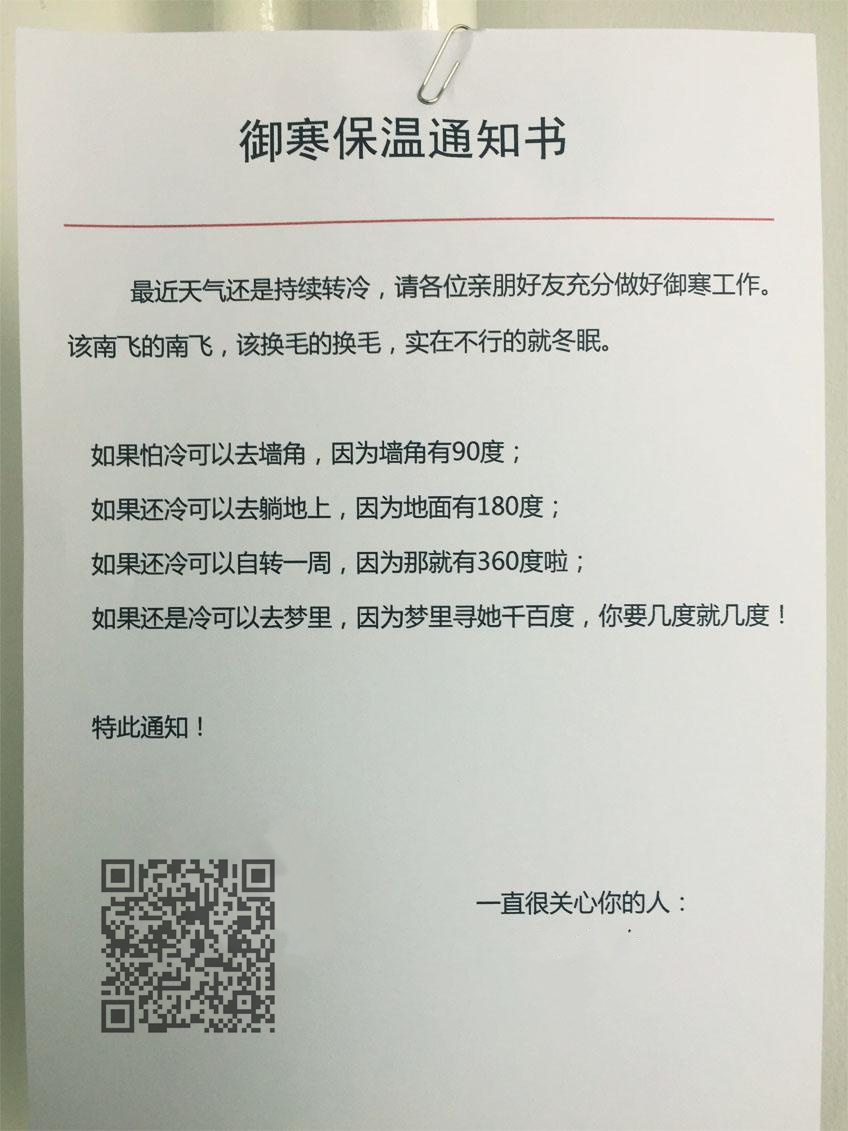 御寒保温通知书
最近天气还是持续转冷，请各位亲朋好友充分做好御寒工作。
该南飞的南飞，该换毛的换毛，实在不行的就冬眠。
如果怕冷可以去墙角，因为墙角有90度；
如果还冷可以去躺地上，因为地面有180度；
如果还冷可以自转一周，因为那就有360度啦；
如果还是冷可以去梦里，因为梦里寻她千百度，你要几度就几度！
特此通知！
一直很关心你的人：